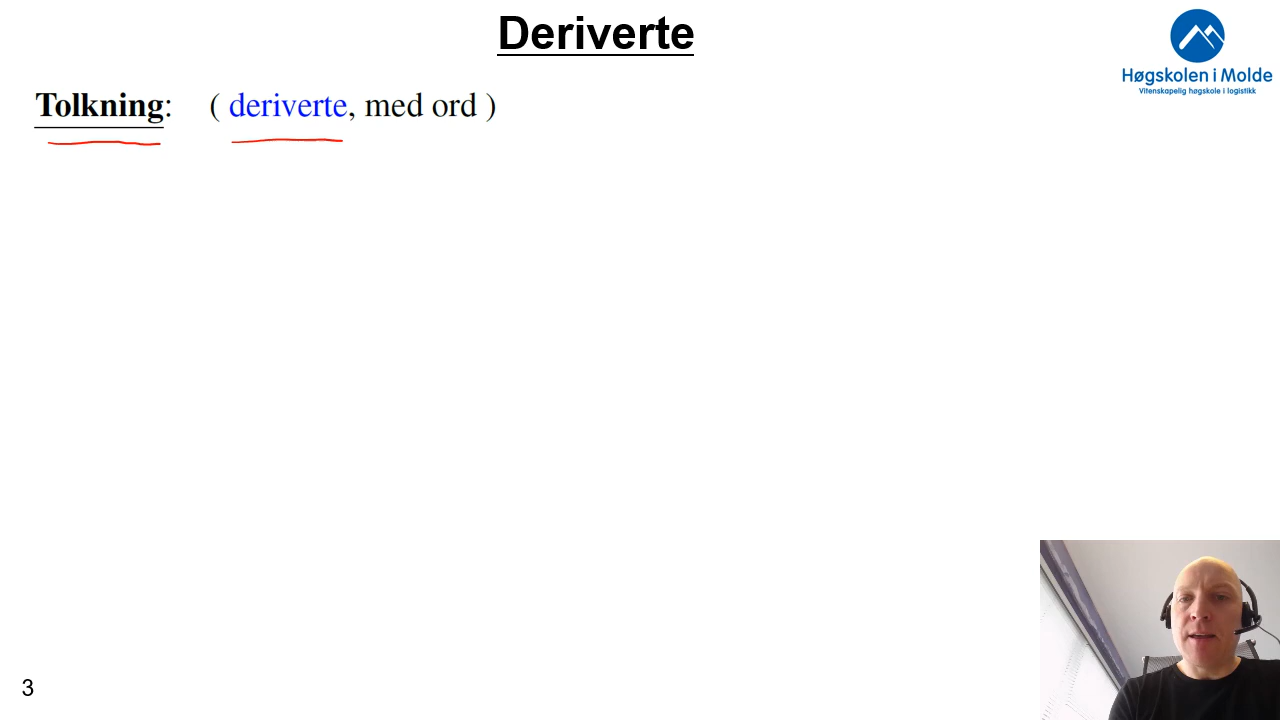 Deriverte
Høgskolen i Molde
Vitenskapelig høgskole i logistikk
Tolkning: ( deriverte, med ord )
3